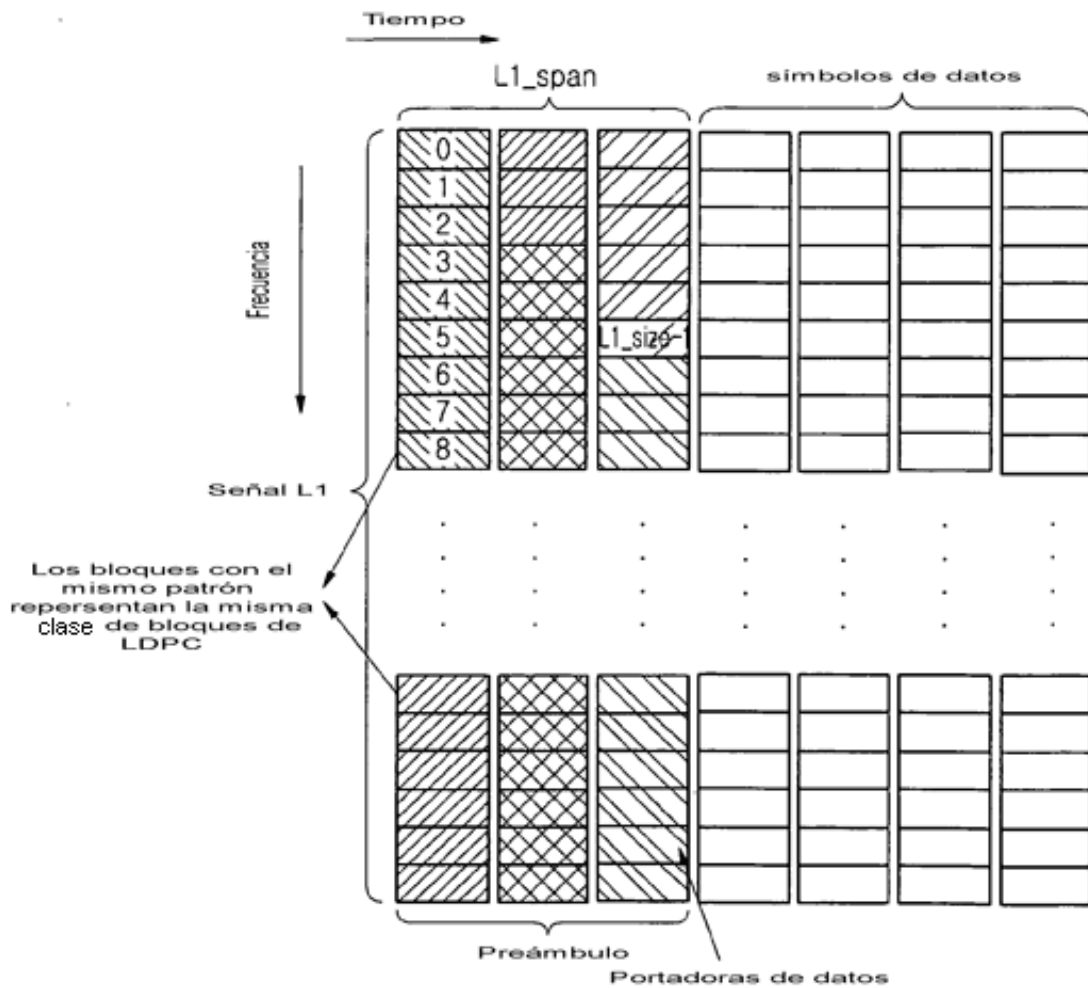 Tiempo
L1_span
símbolos de datos
Frecuencia
0
1
2
3
4
5
L1_size-1
6
7
8
Señal L1
Los bloques con el
mismo patrón
repersentan la misma
clase de bloques de
LDPC
Preámbulo
Portadoras de datos